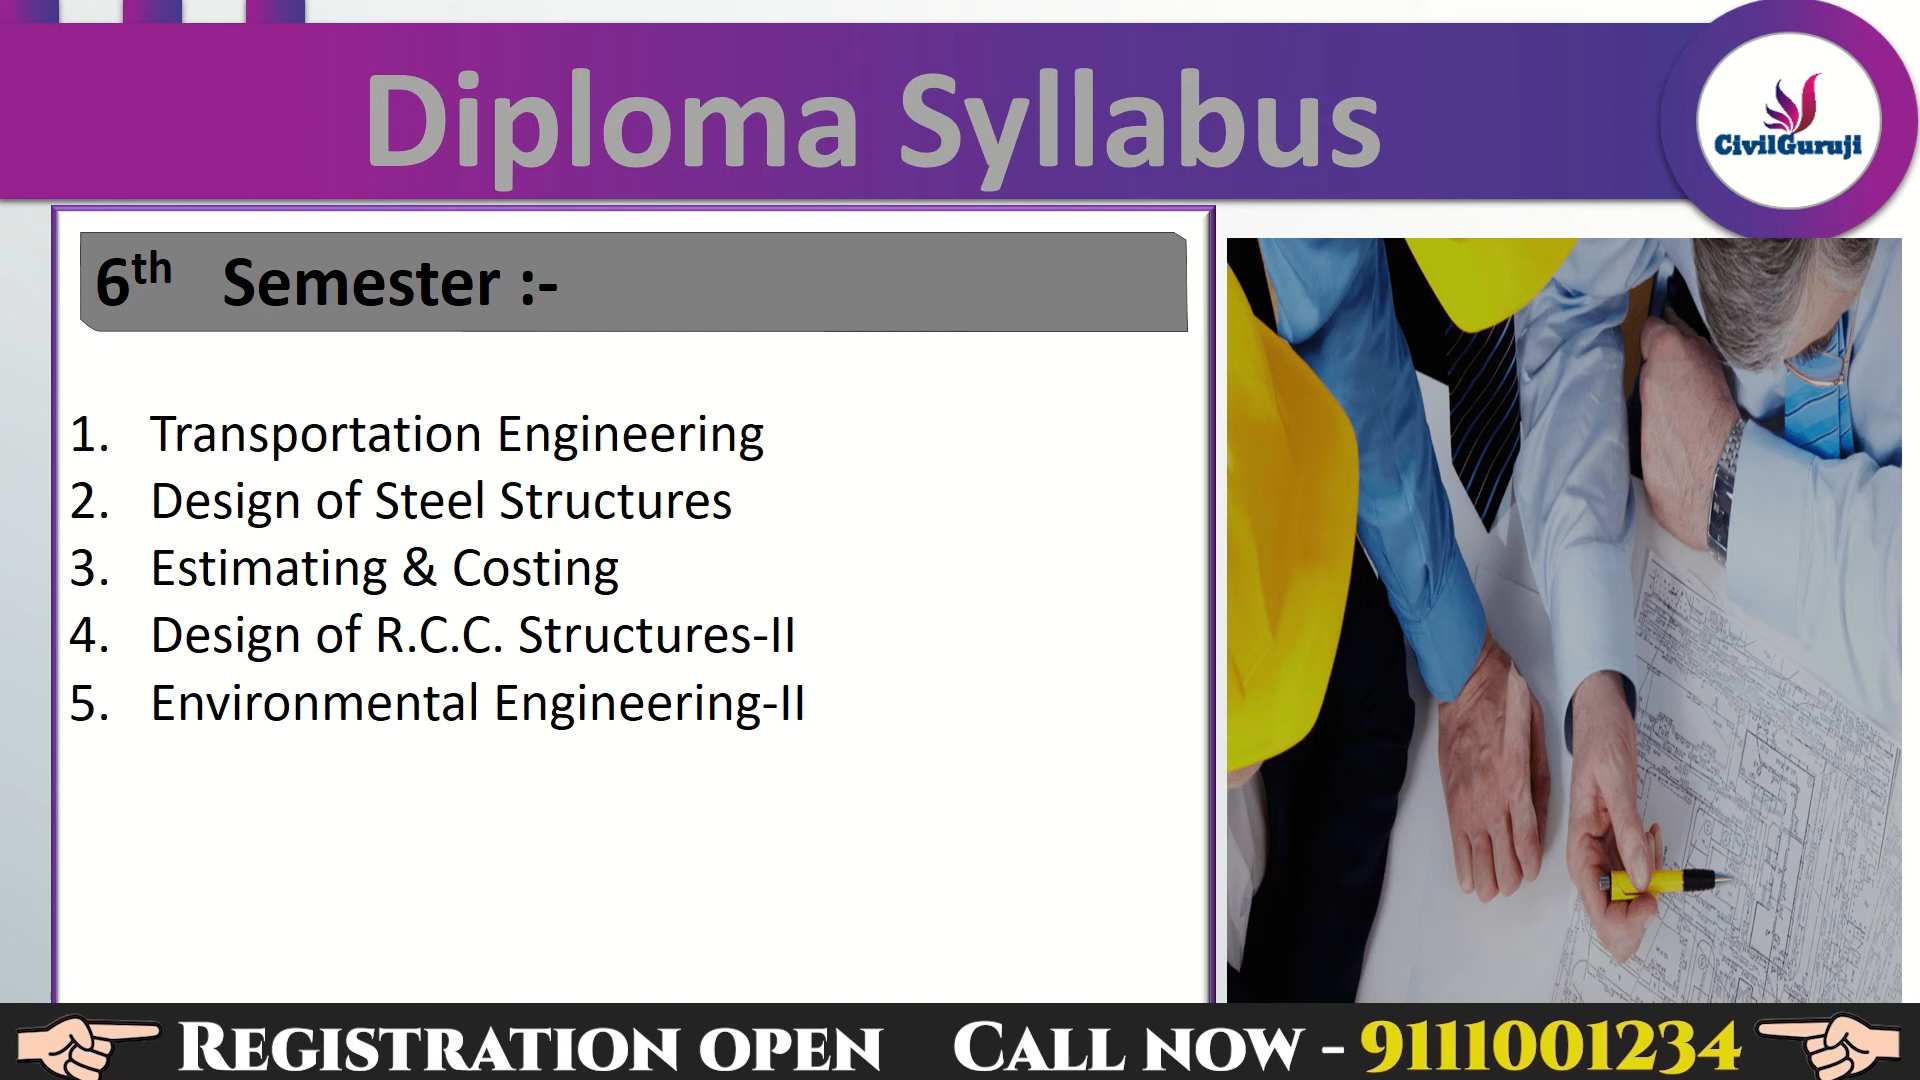 Diploma Syllabus
CivilGuruji
6th Semester :-
1. Transportation Engineering
2. Design of Steel Structures
3. Estimating & Costing
4. Design of R.C.C. Structures-II
5. Environmental Engineering-II
REGISTRATION OPEN CALL NOW - 9111001234